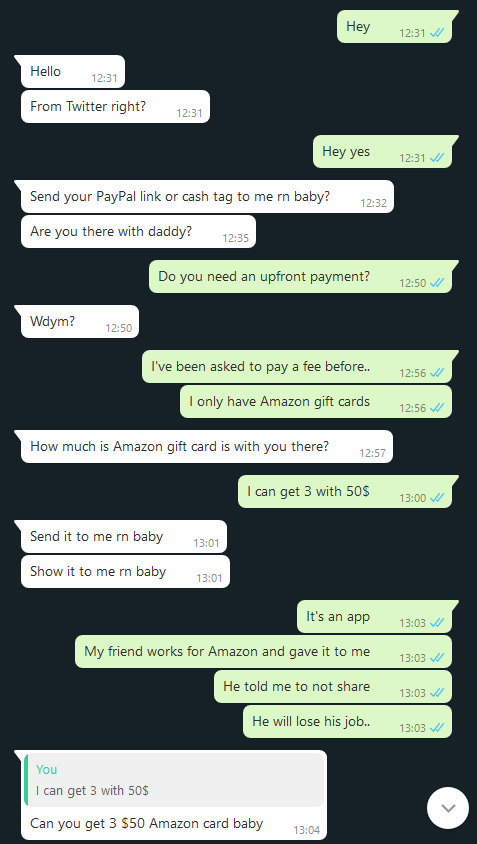 Hey 12:31
Hello 12:31
From Twitter right? 12:31
Hey yes 12:31
Send your PayPal link or cash tag to me rn baby? 12:32
Are you there with daddy? 12:35
Do you need an upfront payment? 12:50
Wdym? 12:50
I've been asked to pay a fee before.. 12:56
I only have Amazon gift cards 12:56
How much is Amazon gift card is with you there? 12:57
I can get 3 with 50$ 13:00
Send it to me rn baby 13:01
Show it to me rn baby 13:01
It's an app 13:03
My friend works for Amazon and gave it to me 13:03
He told me to not share 13:03
He will lose his job.. 13:03
You
I can get 3 with 50$
Can you get 3 $50 Amazon card baby 13:04